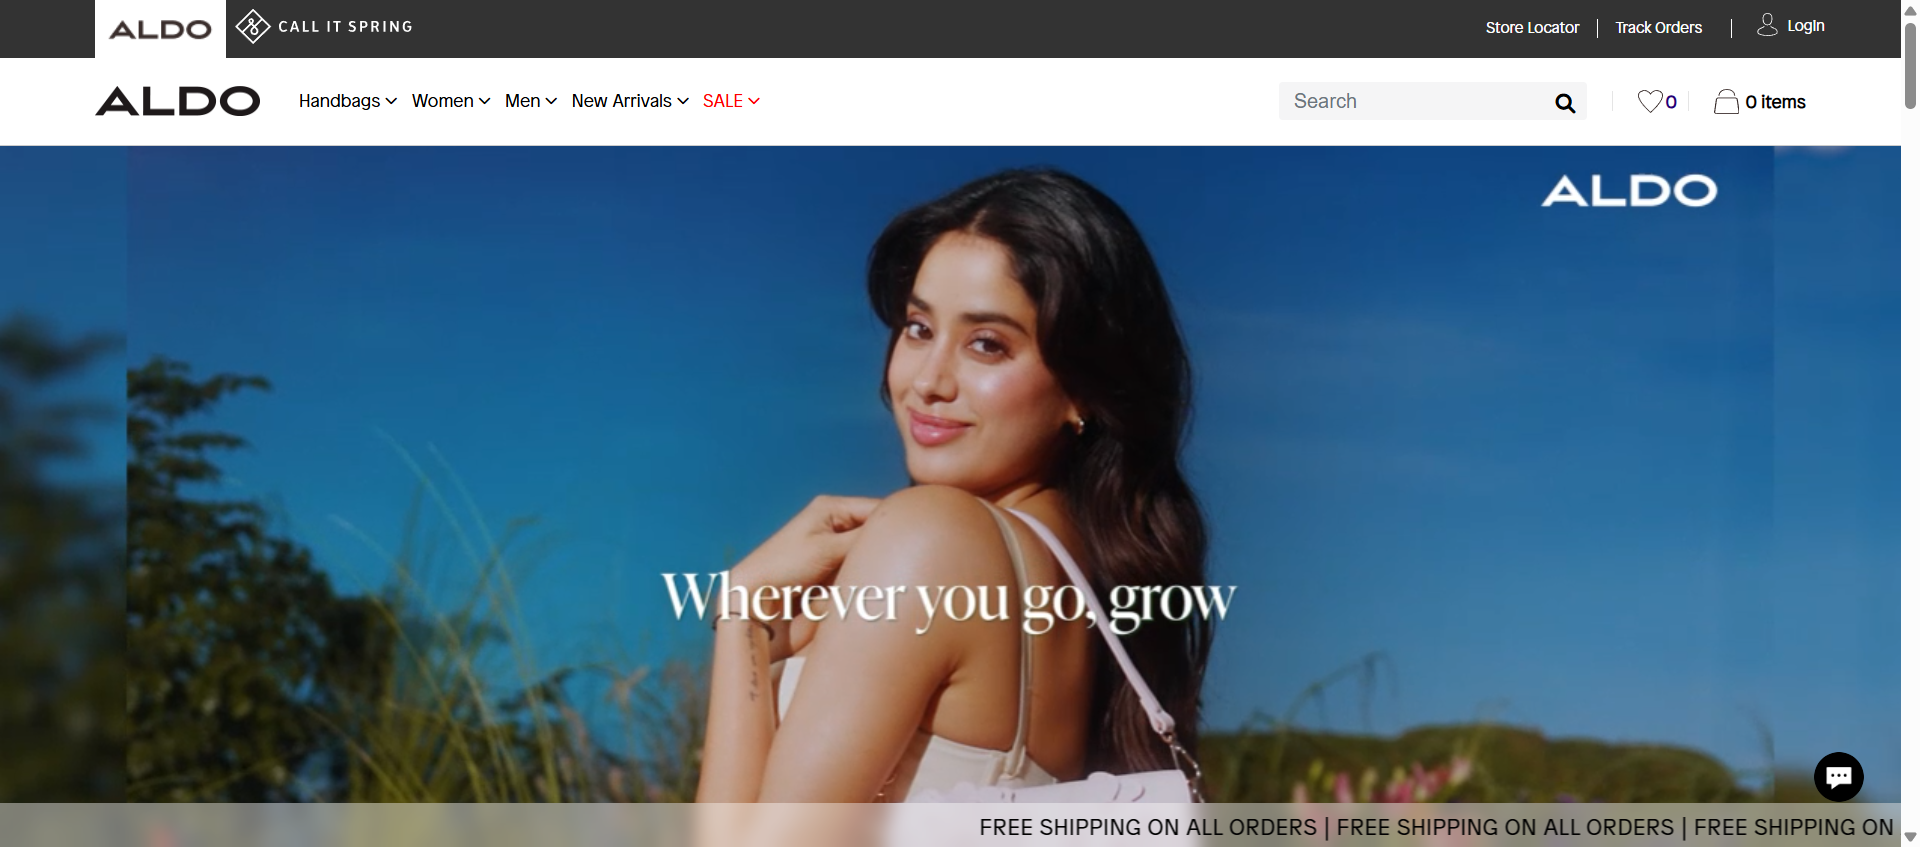 ALDO
CALL IT SPRING
Store Locator
Track Orders
Login
ALDO
Handbags
Women
Men
New Arrivals
SALE
Search
0
0 items
ALDO
Wherever you go, grow
FREE SHIPPING ON ALL ORDERS | FREE SHIPPING ON ALL ORDERS | FREE SHIPPING ON